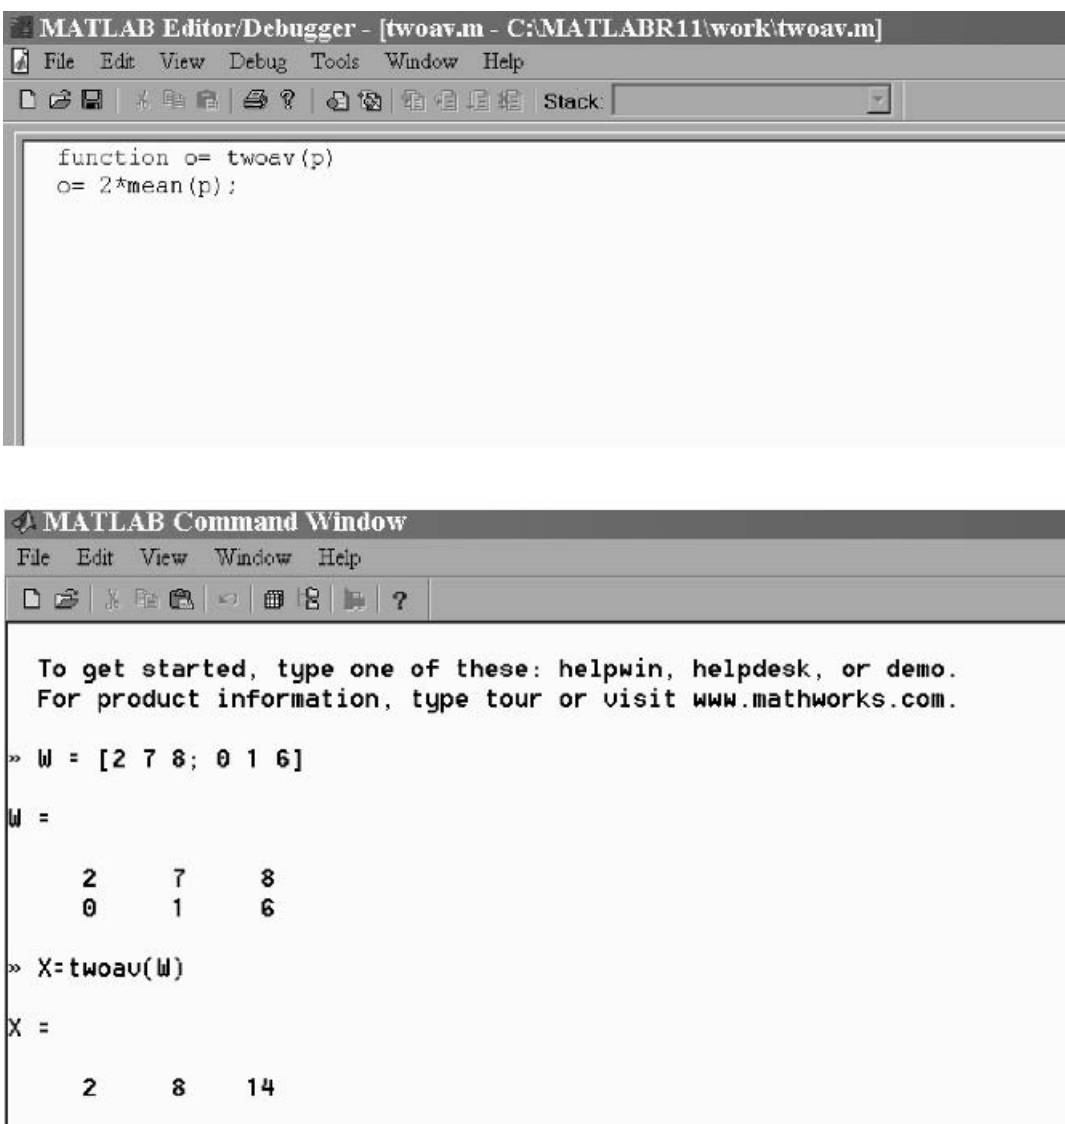 MATLAB Editor/Debugger - [twoav.m - C:\MATLABR11\work\twoav.m]
File Edit View Debug Tools Window Help
Stack:
function o= twoav(p)
o= 2*mean(p);
MATLAB Command Window
File Edit View Window Help
To get started, type one of these: helpwin, helpdesk, or demo.
For product information, type tour or visit www.mathworks.com.
» W = [2 7 8; 0 1 6]
W =
2 7 8
0 1 6
» X=twoav(W)
X =
2 8 14